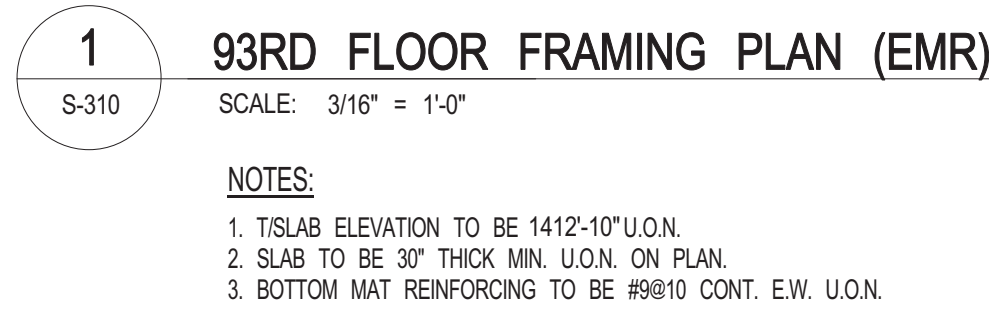 1
93RD FLOOR FRAMING PLAN (EMR)
S-310
SCALE: 3/16" = 1'-0"
NOTES:
1. T/SLAB ELEVATION TO BE 1412'-10" U.O.N.
2. SLAB TO BE 30" THICK MIN. U.O.N. ON PLAN.
3. BOTTOM MAT REINFORCING TO BE #9@10 CONT. E.W. U.O.N.